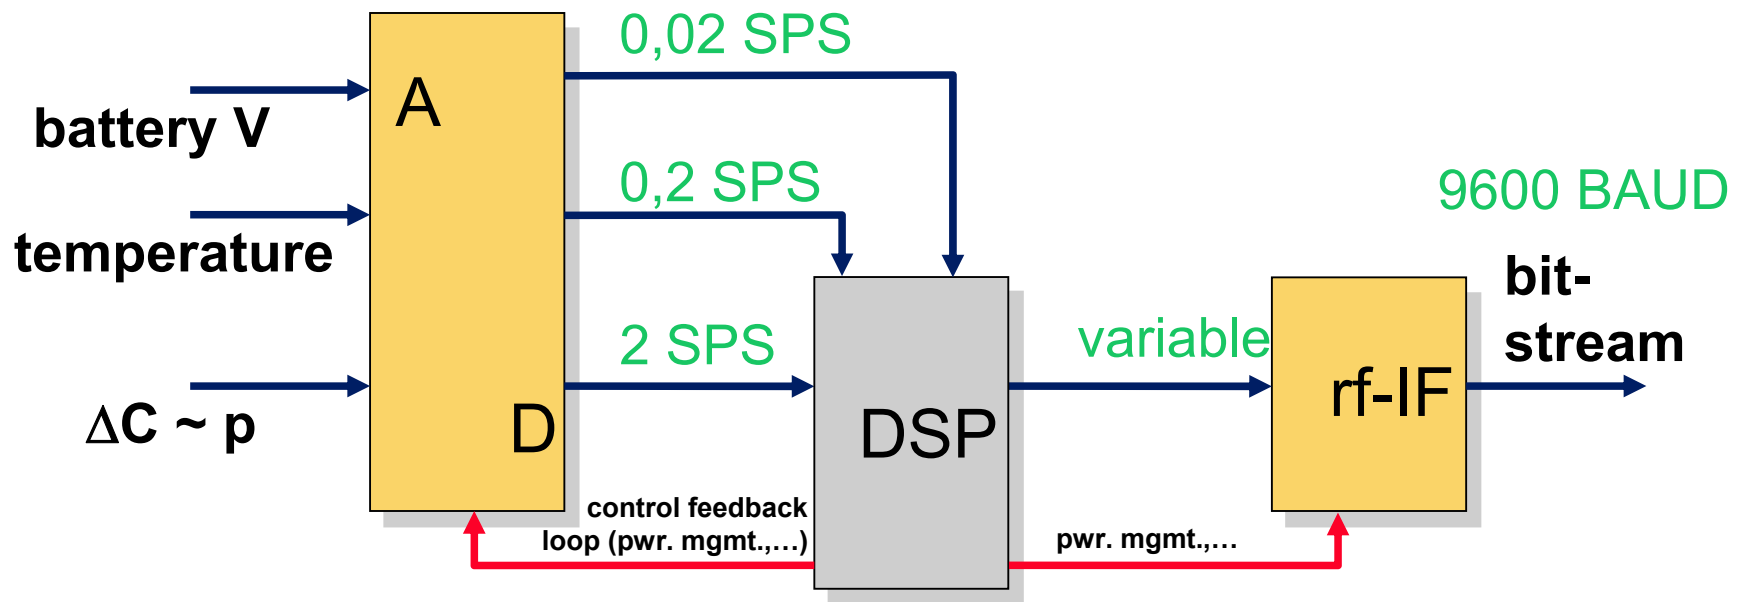 0,02 SPS
A
battery V
0,2 SPS
9600 BAUD
temperature
bit-
stream
2 SPS
variable
rf-IF
ΔC ~ p
D
DSP
control feedback
loop (pwr. mgmt.,…)
pwr. mgmt.,…